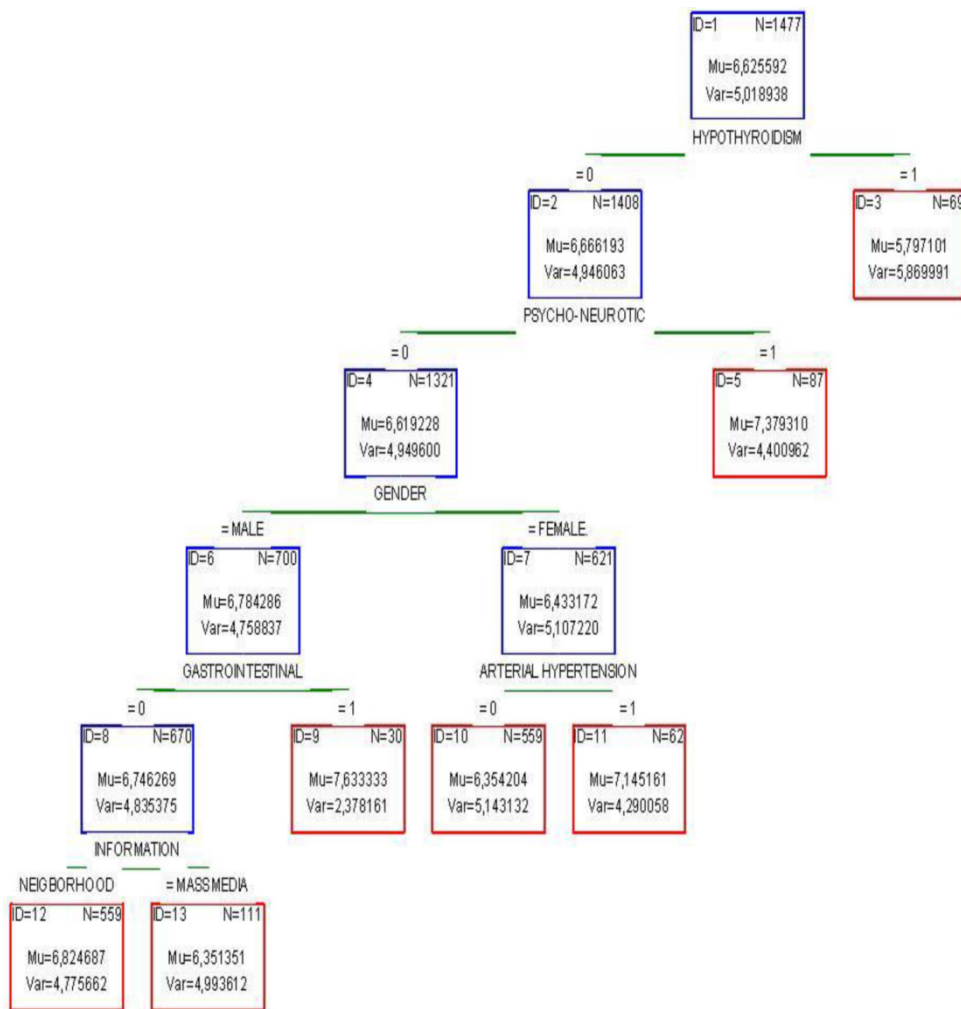 ID=1 N=1477
Mu=6,625592
Var=5,018938
HYPOTHYROIDISM
=0
=1
ID=2 N=1408
Mu=6,666193
Var=4,946063
PSYCHO-NEUROTIC
ID=3 N=69
Mu=5,797101
Var=5,869991
=0
=1
ID=4 N=1321
Mu=6,619228
Var=4,949600
GENDER
ID=5 N=87
Mu=7,379310
Var=4,400962
=MALE
=FEMALE.
ID=6 N=700
Mu=6,784286
Var=4,758837
GASTROINTESTINAL
ID=7 N=621
Mu=6,433172
Var=5,107220
ARTERIAL HYPERTENSION
=0
=1
=0
=1
ID=8 N=670
Mu=6,746269
Var=4,835375
INFORMATION
ID=9 N=30
Mu=7,633333
Var=2,378161
ID=10 N=559
Mu=6,354204
Var=5,143132
ID=11 N=62
Mu=7,145161
Var=4,290058
NEIGBORHOOD
=MASSMEDIA
ID=12 N=559
Mu=6,824687
Var=4,775662
ID=13 N=111
Mu=6,351351
Var=4,993612